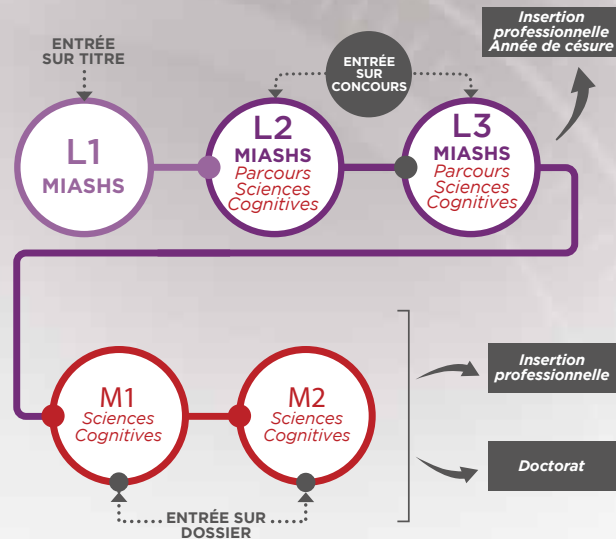 ENTRÉE
SUR TITRE
ENTRÉE
SUR
CONCOURS
Insertion
professionnelle
Année de césure
L1
MIASHS
L2
MIASHS
Parcours
Sciences
Cognitives
L3
MIASHS
Parcours
Sciences
Cognitives
M1
Sciences
Cognitives
M2
Sciences
Cognitives
Insertion
professionnelle
Doctorat
ENTRÉE SUR
DOSSIER